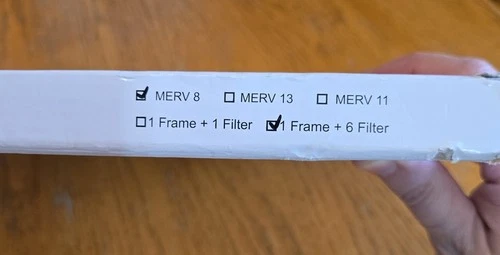 ☑ MERV 8 ☐ MERV 13 ☐ MERV 11
☐ 1 Frame + 1 Filter ☑ 1 Frame + 6 Filter